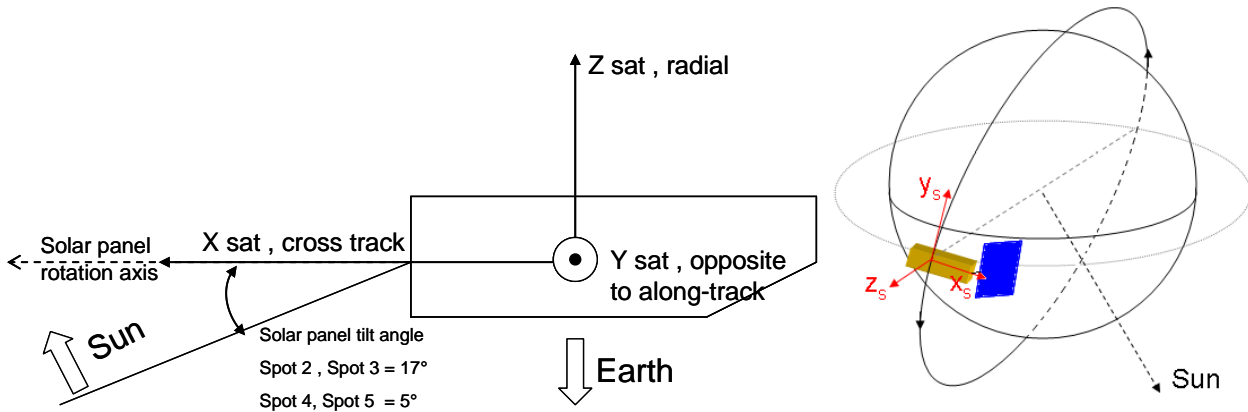 Z sat , radial
X sat , cross track
Solar panel
rotation axis
Y sat , opposite
to along-track
Sun
Solar panel tilt angle
Spot 2 , Spot 3 = 17°
Spot 4, Spot 5 = 5°
Earth
ys
zs
xs
Sun